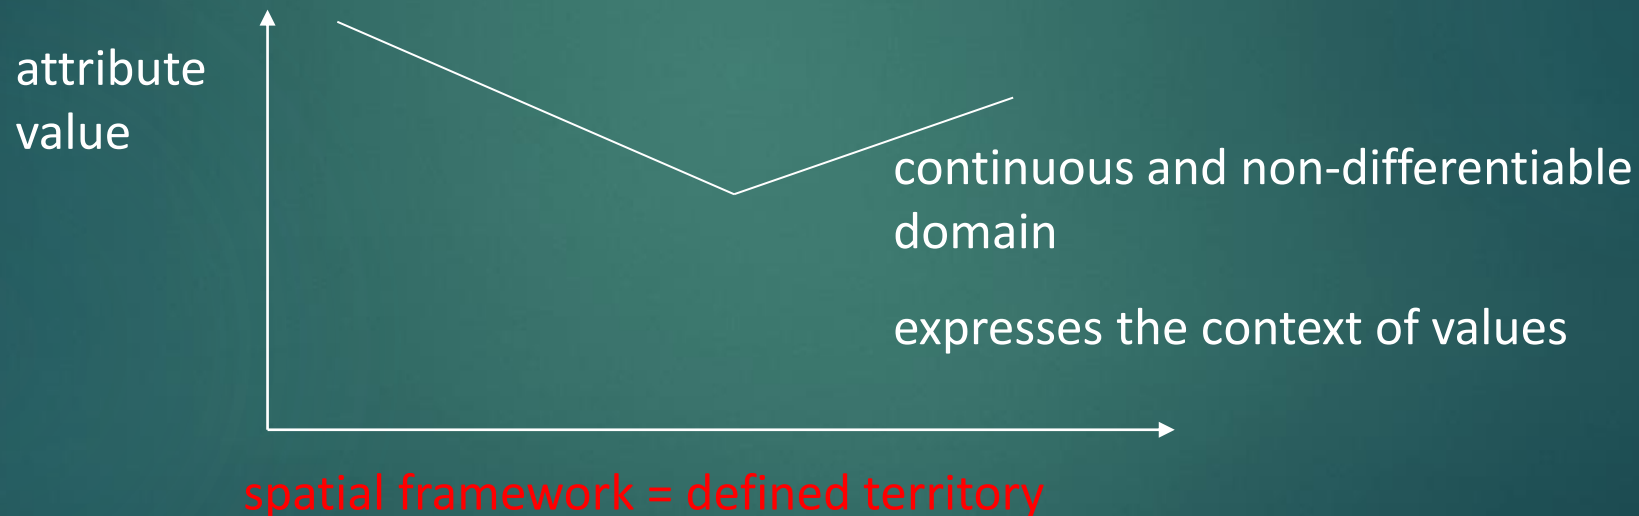 attribute
value
continuous and non-differentiable
domain
expresses the context of values
spatial framework = defined territory